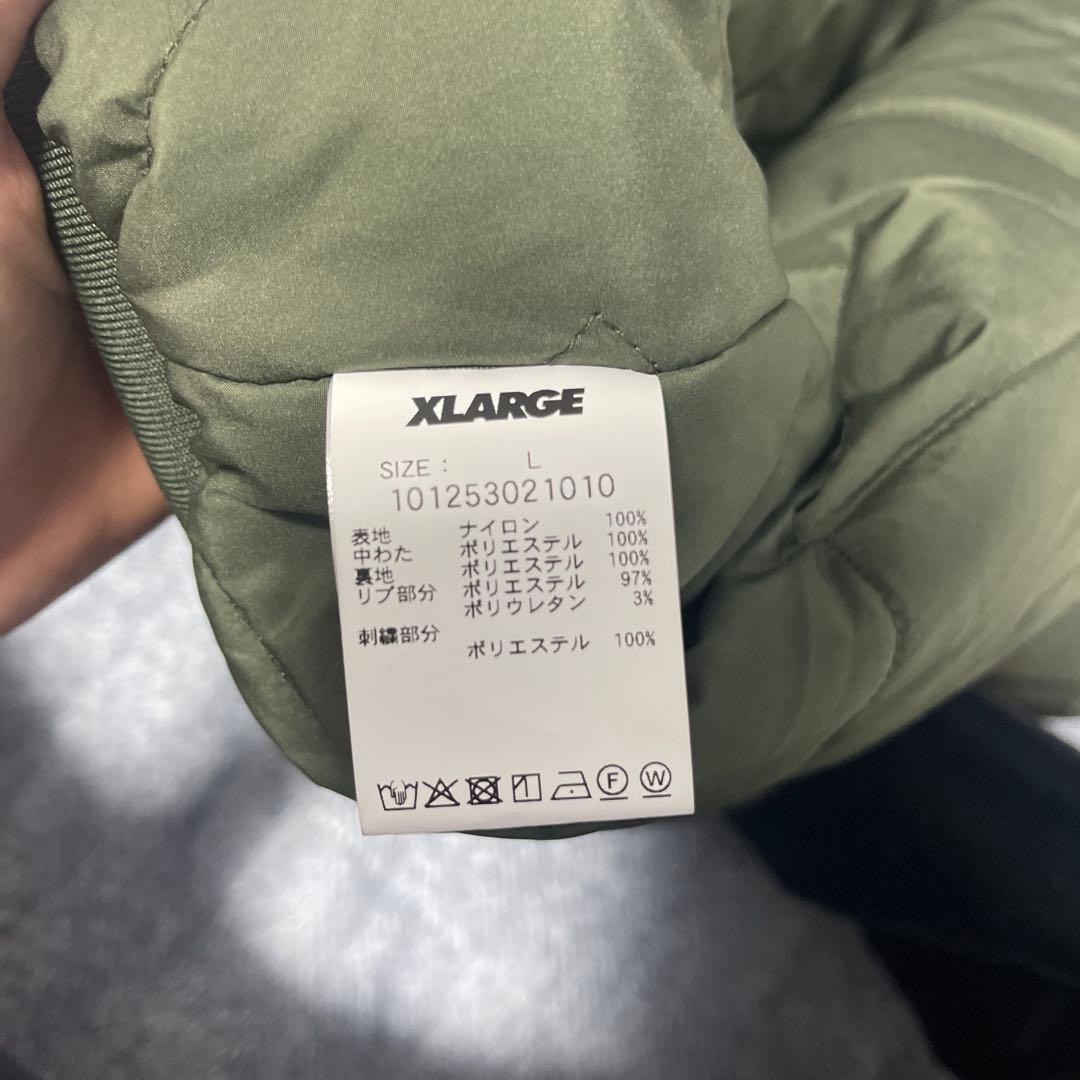 XLARGE
SIZE : L
101253021010
表地 ナイロン 100%
中わた ポリエステル 100%
裏地 ポリエステル 100%
リブ部分 ポリエステル 97%
ポリウレタン 3%
刺繍部分 ポリエステル 100%
F W